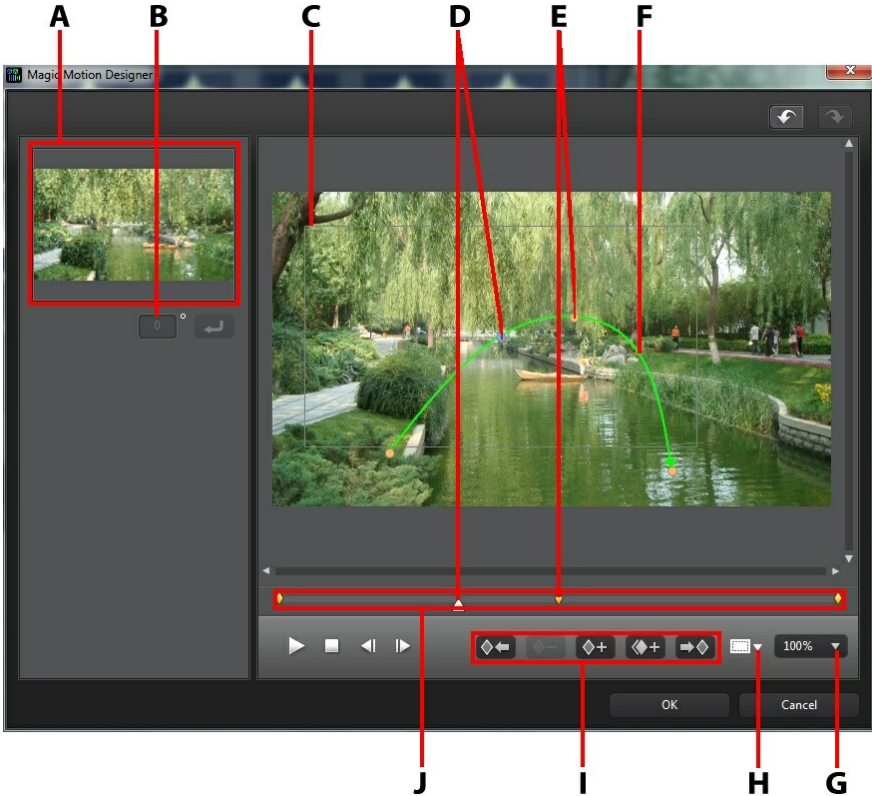 A B C D E F
Magic Motion Designer
0 °
100%
OK Cancel
J I H G